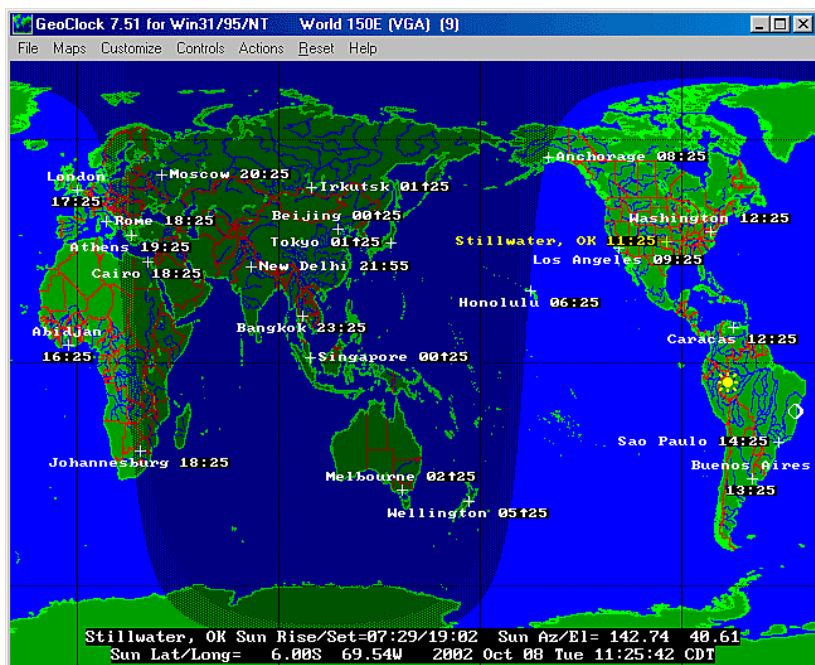 GeoClock 7.51 for Win31/95/NT World 150E (VGA) (9)
File Maps Customize Controls Actions Reset Help
London
17:25
Moscow 20:25
Irkutsk 01↑25
Anchorage 08:25
Rome 18:25
Beijing 00↑25
Washington 12:25
Athens 19:25
Tokyo 01↑25
Stillwater, OK 11:25
Cairo 18:25
New Delhi 21:55
Los Angeles 09:25
Honolulu 06:25
Abidjan
16:25
Bangkok 23:25
Caracas 12:25
Singapore 00↑25
Sao Paulo 14:25
Johannesburg 18:25
Melbourne 02↑25
Buenos Aires
13:25
Wellington 05↑25
Stillwater, OK Sun Rise/Set=07:29/19:02 Sun Az/El= 142.74 40.61
Sun Lat/Long= 6.00S 69.54W 2002 Oct 08 Tue 11:25:42 CDT